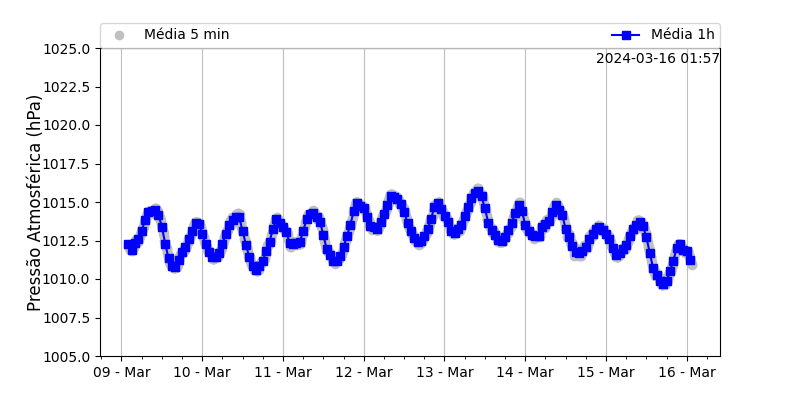 Média 5 min
Média 1h
2024-03-16 01:57
Pressão Atmosférica (hPa)
1025.0
1022.5
1020.0
1017.5
1015.0
1012.5
1010.0
1007.5
1005.0
09 - Mar 10 - Mar 11 - Mar 12 - Mar 13 - Mar 14 - Mar 15 - Mar 16 - Mar